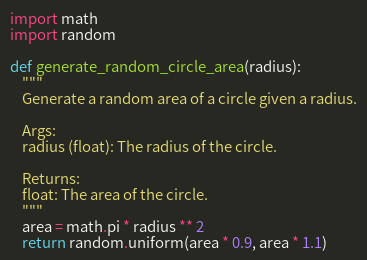 import math
import random

def generate_random_circle_area(radius):
    """
    Generate a random area of a circle given a radius.

    Args:
    radius (float): The radius of the circle.

    Returns:
    float: The area of the circle.
    """
    area = math.pi * radius ** 2
    return random.uniform(area * 0.9, area * 1.1)